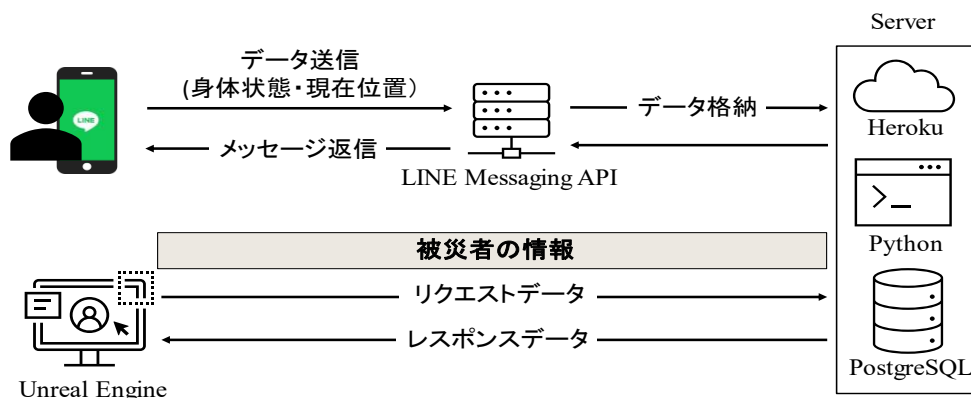 Server
データ送信
(身体状態・現在位置）
LINE
データ格納
Heroku
メッセージ返信
LINE Messaging API
Python
被災者の情報
リクエストデータ
レスポンスデータ
PostgreSQL
Unreal Engine